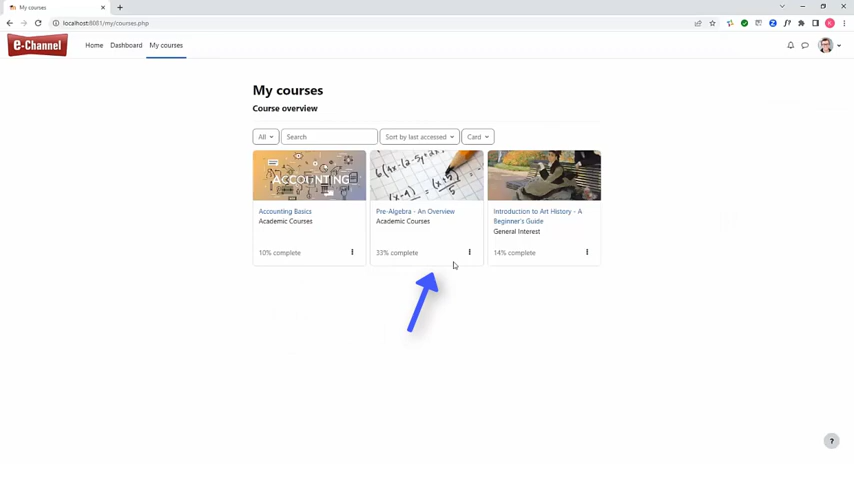 My courses
localhost:8081/my/courses.php
e-Channel
Home Dashboard My courses
My courses
Course overview
All Search Sort by last accessed Card
ACCOUNTING
Accounting Basics
Academic Courses
10% complete
Pre-Algebra - An Overview
Academic Courses
33% complete
Introduction to Art History - A
Beginner's Guide
General Interest
14% complete
?